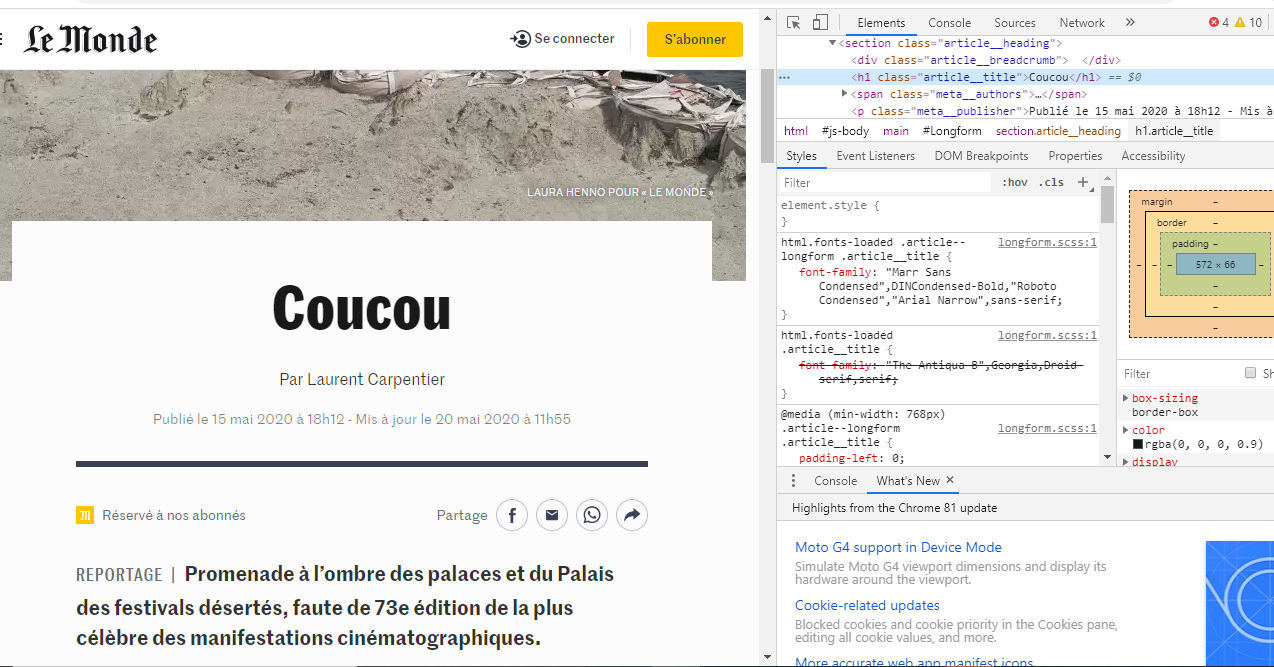 Le Monde
Se connecter
S'abonner
LAURA HENNO POUR « LE MONDE »
Coucou
Par Laurent Carpentier
Publié le 15 mai 2020 à 18h12 - Mis à jour le 20 mai 2020 à 11h55
Réservé à nos abonnés
Partage
REPORTAGE | Promenade à l’ombre des palaces et du Palais
des festivals désertés, faute de 73e édition de la plus
célèbre des manifestations cinématographiques.
Elements Console Sources Network » 4 10
▼<section class="article__heading">
<div class="article__breadcrumb"> </div>
… <h1 class="article__title">Coucou</h1> == $0
▶<span class="meta__authors">…</span>
<p class="meta__publisher">Publié le 15 mai 2020 à 18h12 - Mis à
html #js-body main #Longform section.article__heading h1.article__title
Styles Event Listeners DOM Breakpoints Properties Accessibility
Filter :hov .cls +
element.style {
}
html.fonts-loaded .article-- longform.scss:1
longform .article__title {
font-family: "Marr Sans
Condensed",DINCondensed-Bold,"Roboto
Condensed","Arial Narrow",sans-serif;
}
html.fonts-loaded longform.scss:1
.article__title {
font-family: "The Antiqua B",Georgia,Droid-
serif,serif;
}
@media (min-width: 768px)
.article--longform longform.scss:1
.article__title {
padding-left: 0;
margin –
border –
padding –
– – – 572 × 66 –
–
–
–
Filter Sh
▶box-sizing
border-box
▶color
rgba(0, 0, 0, 0.9)
▶display
Console What's New ×
Highlights from the Chrome 81 update
Moto G4 support in Device Mode
Simulate Moto G4 viewport dimensions and display its
hardware around the viewport.
Cookie-related updates
Blocked cookies and cookie priority in the Cookies pane,
editing all cookie values, and more.
More accurate web app manifest icons